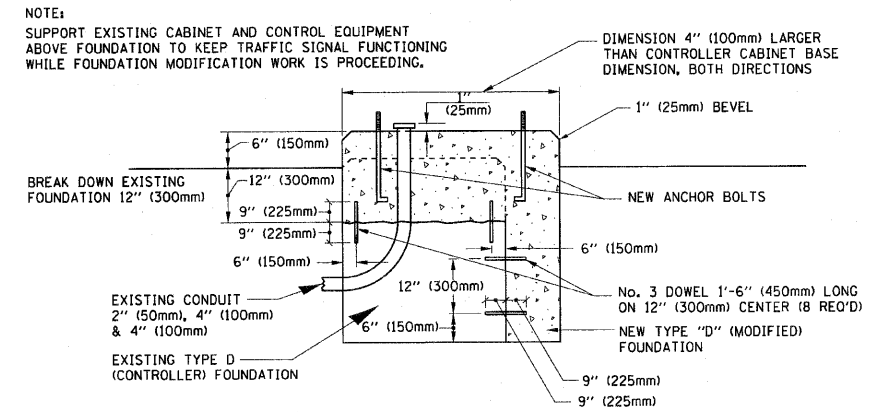 NOTE:
SUPPORT EXISTING CABINET AND CONTROL EQUIPMENT
ABOVE FOUNDATION TO KEEP TRAFFIC SIGNAL FUNCTIONING
WHILE FOUNDATION MODIFICATION WORK IS PROCEEDING.
DIMENSION 4" (100mm) LARGER
THAN CONTROLLER CABINET BASE
DIMENSION, BOTH DIRECTIONS
1"
(25mm)
1" (25mm) BEVEL
6" (150mm)
BREAK DOWN EXISTING
FOUNDATION 12" (300mm)
12" (300mm)
NEW ANCHOR BOLTS
9" (225mm)
9" (225mm)
6" (150mm)
6" (150mm)
12" (300mm)
No. 3 DOWEL 1'-6" (450mm) LONG
ON 12" (300mm) CENTER (8 REQ'D)
EXISTING CONDUIT
2" (50mm), 4" (100mm)
& 4" (100mm)
6" (150mm)
NEW TYPE "D" (MODIFIED)
FOUNDATION
EXISTING TYPE D
(CONTROLLER) FOUNDATION
9" (225mm)
9" (225mm)